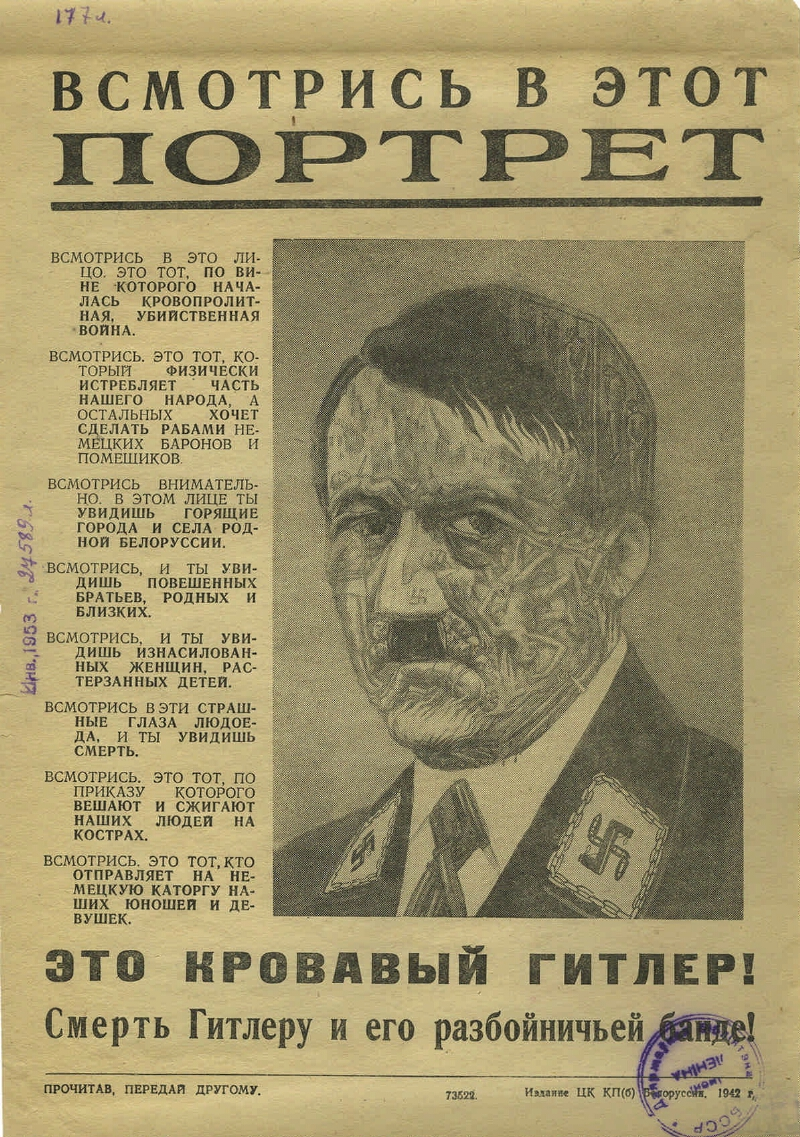 177л.
ВСМОТРИСЬ В ЭТОТ
ПОРТРЕТ
ВСМОТРИСЬ В ЭТО ЛИ-
ЦО. ЭТО ТОТ, ПО ВИ-
НЕ КОТОРОГО НАЧА-
ЛАСЬ КРОВОПРОЛИТ-
НАЯ, УБИЙСТВЕННАЯ
ВОЙНА.
ВСМОТРИСЬ. ЭТО ТОТ, КО-
ТОРЫЙ ФИЗИЧЕСКИ
ИСТРЕБЛЯЕТ ЧАСТЬ
НАШЕГО НАРОДА, А
ОСТАЛЬНЫХ ХОЧЕТ
СДЕЛАТЬ РАБАМИ НЕ-
МЕЦКИХ БАРОНОВ И
ПОМЕЩИКОВ.
ВСМОТРИСЬ ВНИМАТЕЛЬ-
НО. В ЭТОМ ЛИЦЕ ТЫ
УВИДИШЬ ГОРЯЩИЕ
ГОРОДА И СЕЛА РОД-
НОЙ БЕЛОРУССИИ.
ВСМОТРИСЬ, И ТЫ УВИ-
ДИШЬ ПОВЕШЕННЫХ
БРАТЬЕВ, РОДНЫХ И
БЛИЗКИХ.
ВСМОТРИСЬ, И ТЫ УВИ-
ДИШЬ ИЗНАСИЛОВАН-
НЫХ ЖЕНЩИН, РАС-
ТЕРЗАННЫХ ДЕТЕЙ.
ВСМОТРИСЬ В ЭТИ СТРАШ-
НЫЕ ГЛАЗА ЛЮДОЕ-
ДА, И ТЫ УВИДИШЬ
СМЕРТЬ.
ВСМОТРИСЬ. ЭТО ТОТ, ПО
ПРИКАЗУ КОТОРОГО
ВЕШАЮТ И СЖИГАЮТ
НАШИХ ЛЮДЕЙ НА
КОСТРАХ.
ВСМОТРИСЬ. ЭТО ТОТ, КТО
ОТПРАВЛЯЕТ НА НЕ-
МЕЦКУЮ КАТОРГУ НА-
ШИХ ЮНОШЕЙ И ДЕ-
ВУШЕК.
Инв. 1953 г. 24589л.
ЭТО КРОВАВЫЙ ГИТЛЕР!
Смерть Гитлеру и его разбойничьей банде!
ПРОЧИТАВ, ПЕРЕДАЙ ДРУГОМУ.
73522.
Издание ЦК КП(б) Белоруссии. 1942 г.
ЛЕНІНА
БССР